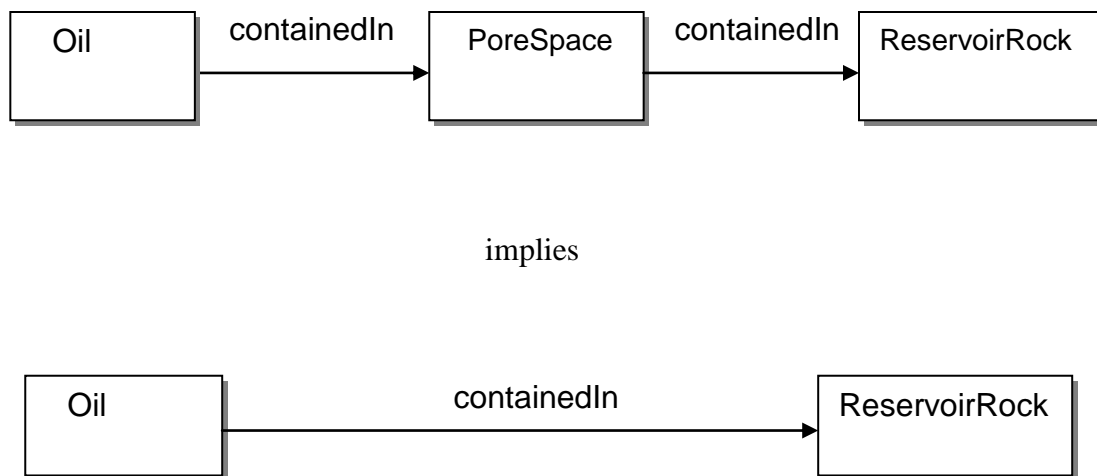 Oil containedIn PoreSpace containedIn ReservoirRock
implies
Oil containedIn ReservoirRock